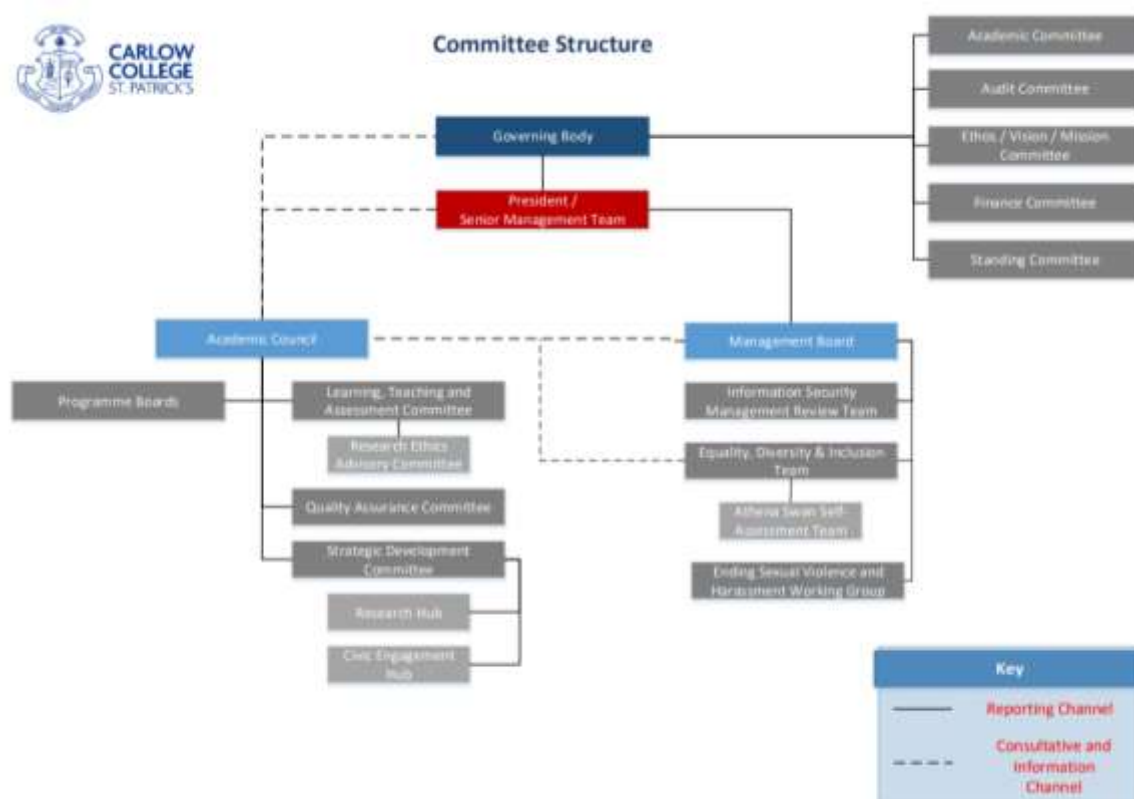 CARLOW
COLLEGE
ST. PATRICK'S
Committee Structure
Academic Committee
Audit Committee
Governing Body
Ethos / Vision / Mission
Committee
President /
Senior Management Team
Finance Committee
Standing Committee
Academic Council
Management Board
Programme Boards
Learning, Teaching and
Assessment Committee
Information Security
Management Review Team
Research Ethics
Advisory Committee
Equality, Diversity & Inclusion
Team
Quality Assurance Committee
Athena Swan Self-
Assessment Team
Strategic Development
Committee
Ending Sexual Violence and
Harassment Working Group
Research Hub
Civic Engagement
Hub
Key
Reporting Channel
Consultative and
Information
Channel